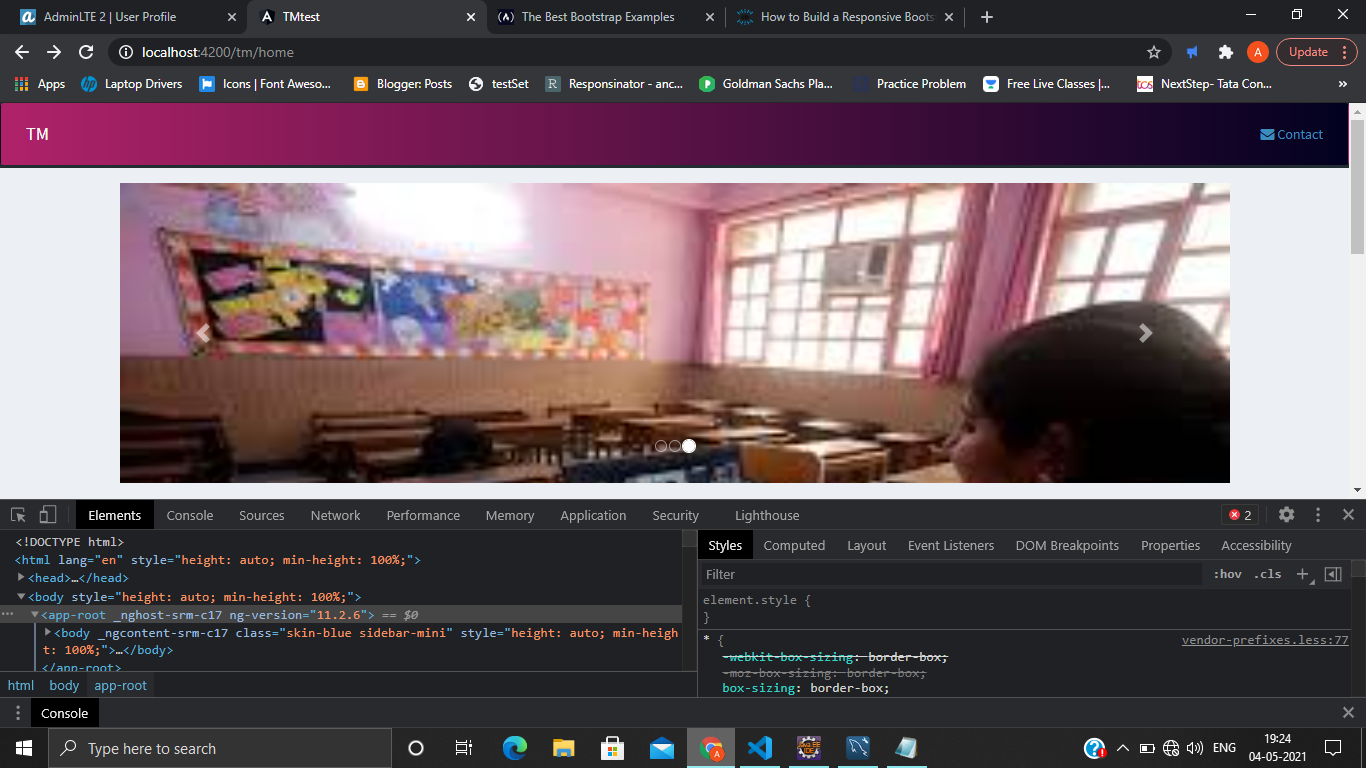 AdminLTE 2 | User Profile
TMtest
The Best Bootstrap Examples
How to Build a Responsive Boots
localhost:4200/tm/home
A
Update
Apps
Laptop Drivers
Icons | Font Aweso...
Blogger: Posts
testSet
R
Responsinator - anc...
Goldman Sachs Pla...
Practice Problem
Free Live Classes |...
NextStep- Tata Con...
TM
Contact
Elements
Console
Sources
Network
Performance
Memory
Application
Security
Lighthouse
2
<!DOCTYPE html>
<html lang="en" style="height: auto; min-height: 100%;">
<head>…</head>
<body style="height: auto; min-height: 100%;">
<app-root _nghost-srm-c17 ng-version="11.2.6"> == $0
<body _ngcontent-srm-c17 class="skin-blue sidebar-mini" style="height: auto; min-heigh
t: 100%;">…</body>
</app-root>
html body app-root
Styles
Computed
Layout
Event Listeners
DOM Breakpoints
Properties
Accessibility
Filter
:hov .cls
element.style {
}
* {
vendor-prefixes.less:77
-webkit-box-sizing: border-box;
-moz-box-sizing: border-box;
box-sizing: border-box;
Console
Type here to search
ENG
19:24
04-05-2021